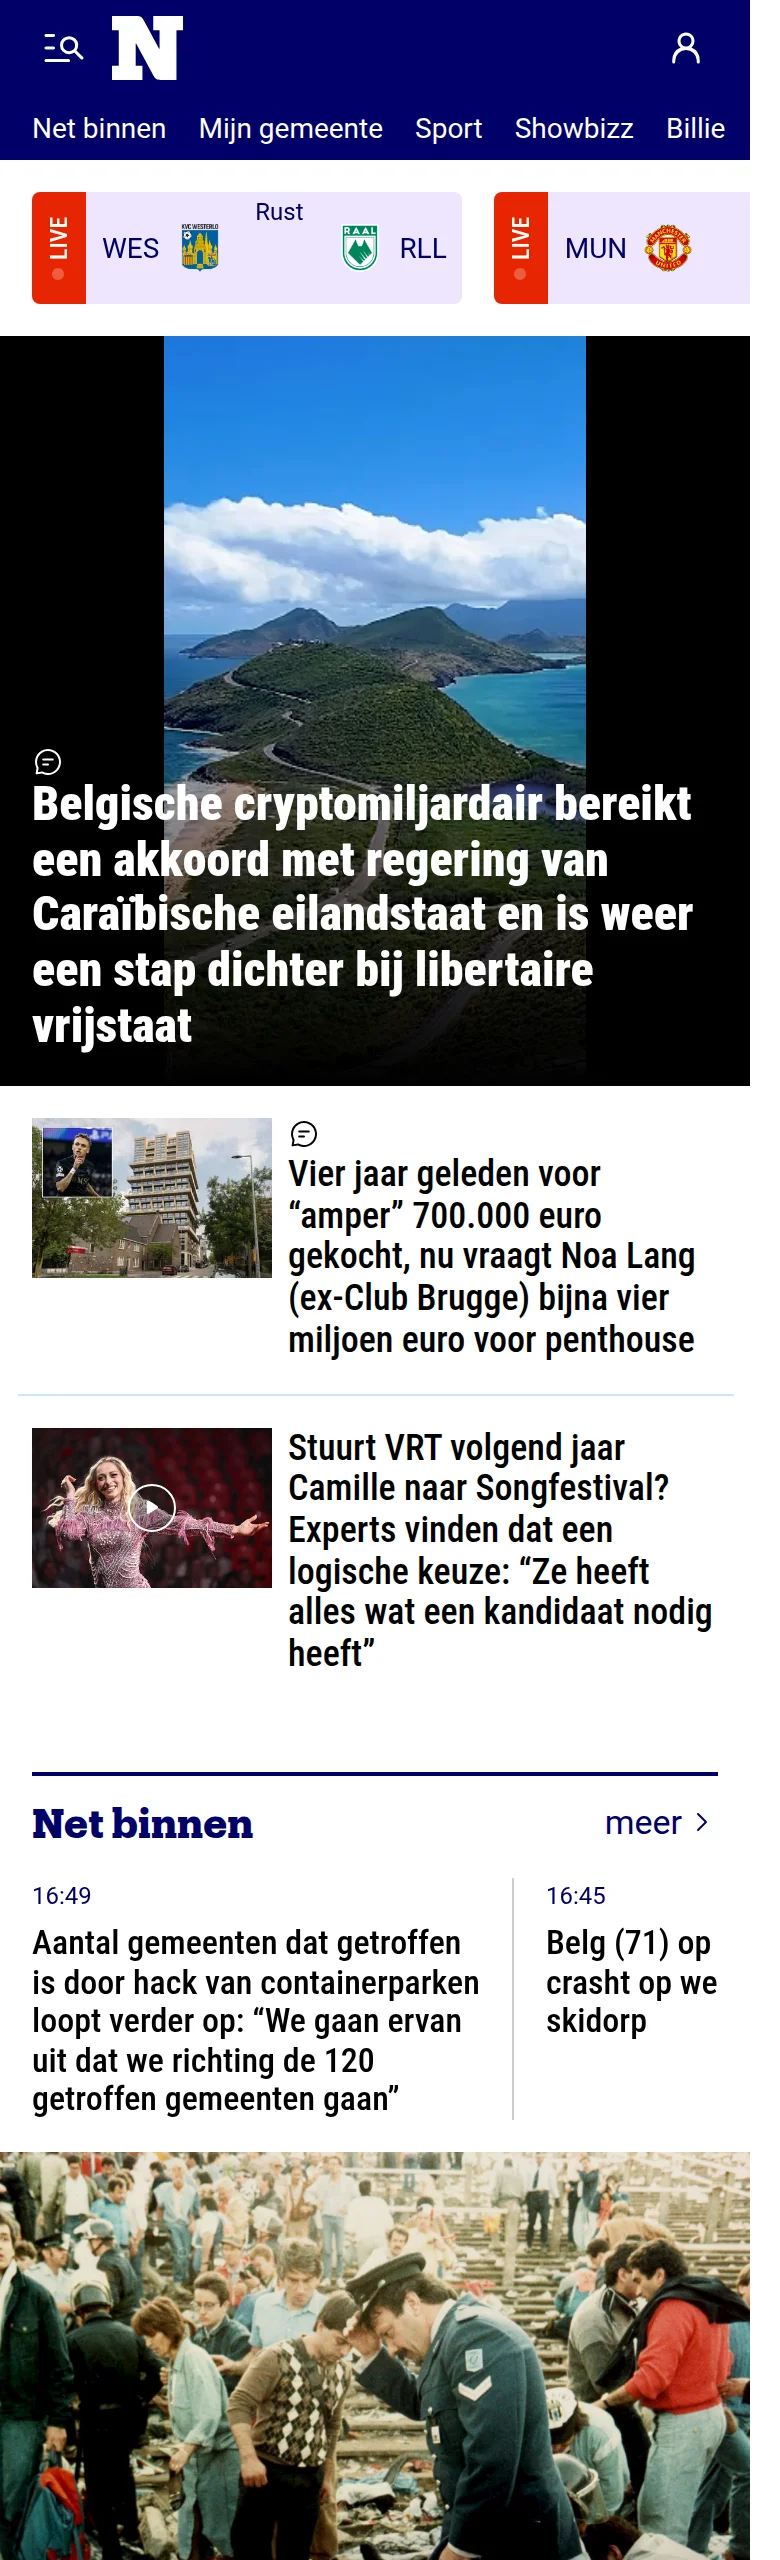 N
Net binnen Mijn gemeente Sport Showbizz Billie
LIVE
WES
KVC WESTERLO
Rust
RAAL
RLL
LIVE
MUN
MANCHESTER
UNITED
Belgische cryptomiljardair bereikt
een akkoord met regering van
Caraïbische eilandstaat en is weer
een stap dichter bij libertaire
vrijstaat
Vier jaar geleden voor
“amper” 700.000 euro
gekocht, nu vraagt Noa Lang
(ex-Club Brugge) bijna vier
miljoen euro voor penthouse
Stuurt VRT volgend jaar
Camille naar Songfestival?
Experts vinden dat een
logische keuze: “Ze heeft
alles wat een kandidaat nodig
heeft”
Net binnen
meer
16:49
Aantal gemeenten dat getroffen
is door hack van containerparken
loopt verder op: “We gaan ervan
uit dat we richting de 120
getroffen gemeenten gaan”
16:45
Belg (71) op
crasht op we
skidorp